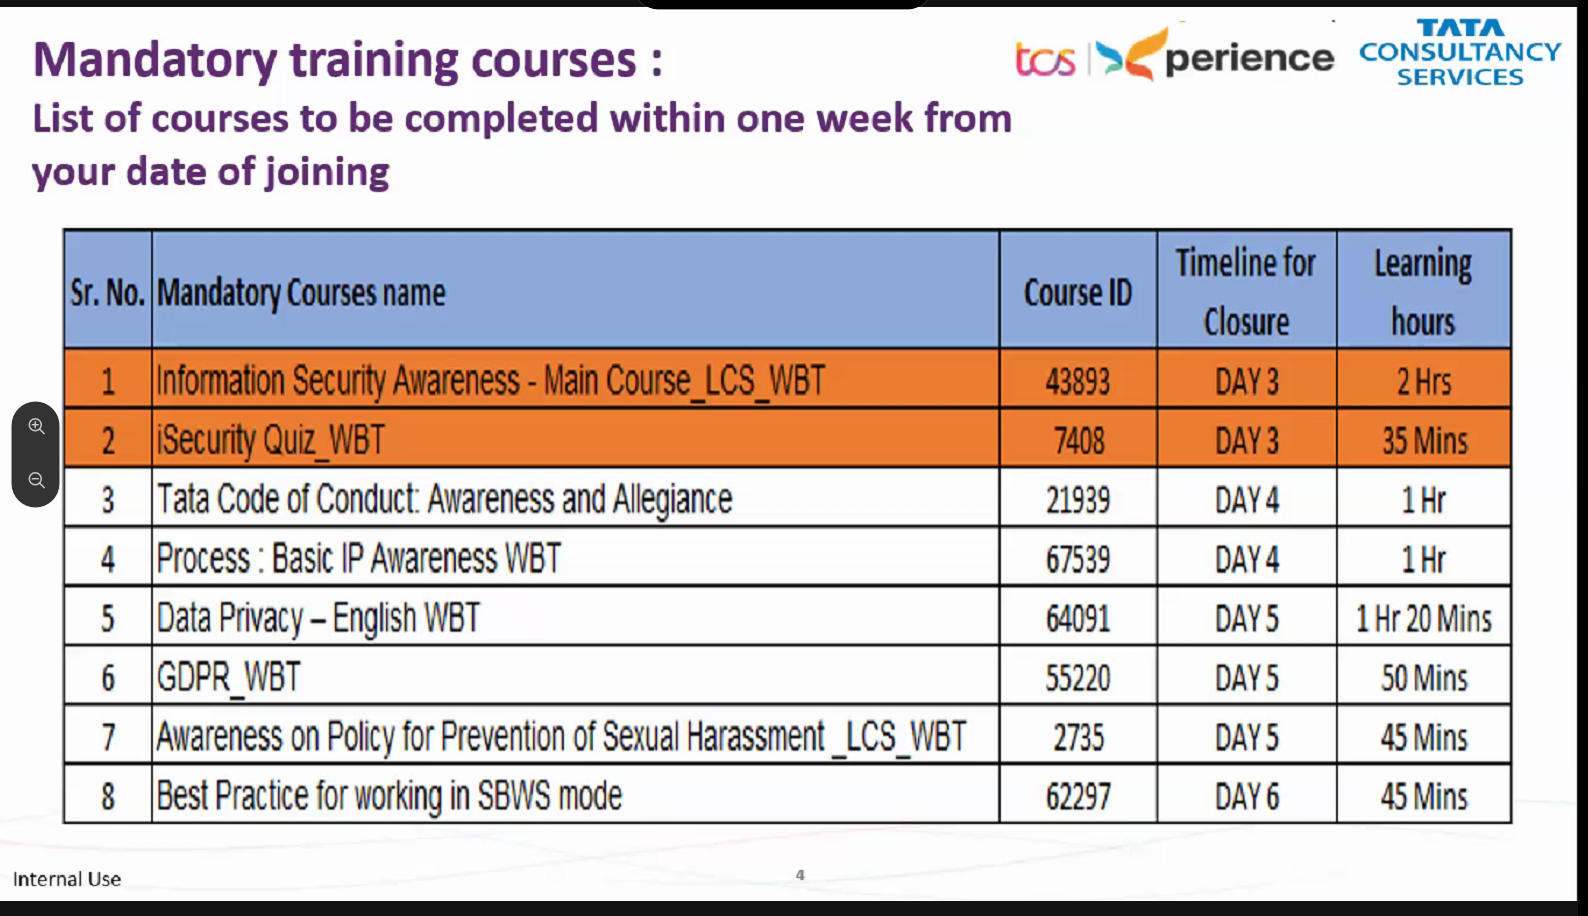 Mandatory training courses :
List of courses to be completed within one week from
your date of joining
tcs | Xperience
TATA
CONSULTANCY
SERVICES
Sr. No. Mandatory Courses name Course ID Timeline for Closure Learning hours
1 Information Security Awareness - Main Course_LCS_WBT 43893 DAY 3 2 Hrs
2 iSecurity Quiz_WBT 7408 DAY 3 35 Mins
3 Tata Code of Conduct: Awareness and Allegiance 21939 DAY 4 1 Hr
4 Process : Basic IP Awareness WBT 67539 DAY 4 1 Hr
5 Data Privacy – English WBT 64091 DAY 5 1 Hr 20 Mins
6 GDPR_WBT 55220 DAY 5 50 Mins
7 Awareness on Policy for Prevention of Sexual Harassment _LCS_WBT 2735 DAY 5 45 Mins
8 Best Practice for working in SBWS mode 62297 DAY 6 45 Mins
Internal Use
4